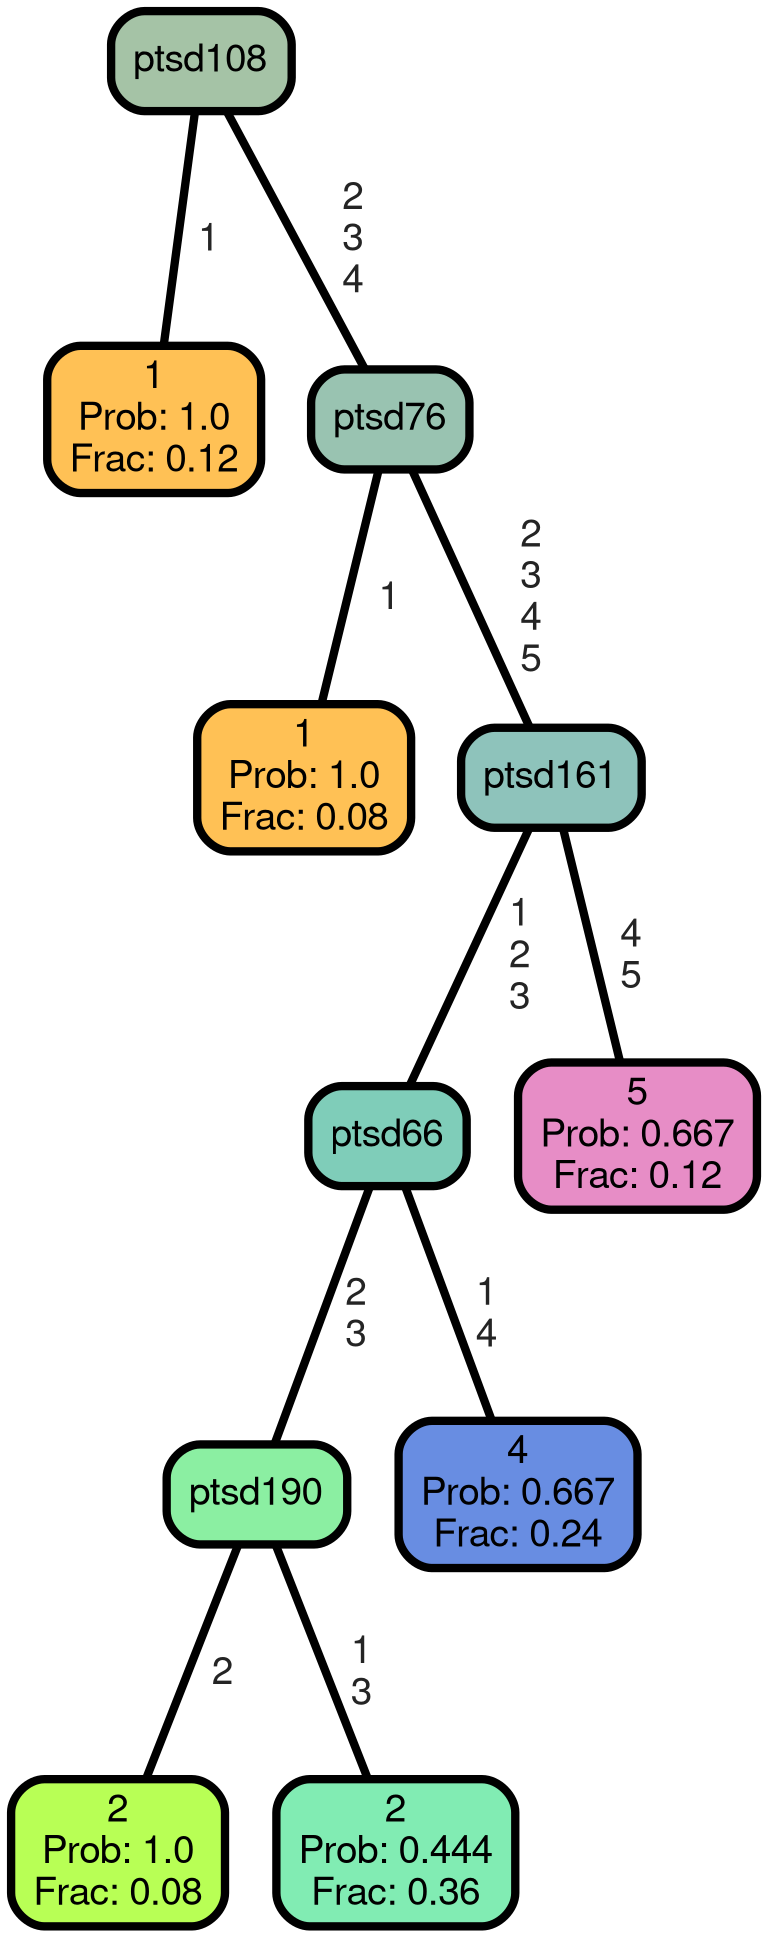 ptsd108
1
2
3
4
1
Prob: 1.0
Frac: 0.12
ptsd76
1
2
3
4
5
1
Prob: 1.0
Frac: 0.08
ptsd161
1
2
3
4
5
ptsd66
5
Prob: 0.667
Frac: 0.12
2
3
1
4
ptsd190
4
Prob: 0.667
Frac: 0.24
2
1
3
2
Prob: 1.0
Frac: 0.08
2
Prob: 0.444
Frac: 0.36